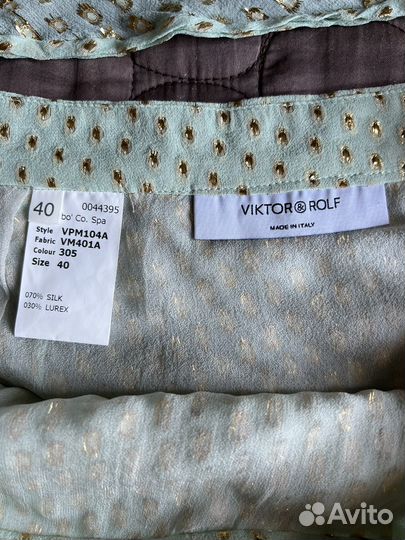 40 0044395
bo' Co. Spa
Style VPM104A
Fabric VM401A
Colour 305
Size 40
070% SILK
030% LUREX
VIKTOR&ROLF
MADE IN ITALY
Avito